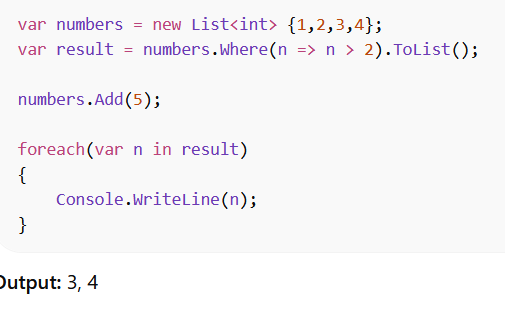 var numbers = new List<int> {1,2,3,4};
var result = numbers.Where(n => n > 2).ToList();
numbers.Add(5);
foreach(var n in result)
{
    Console.WriteLine(n);
}
Output: 3, 4